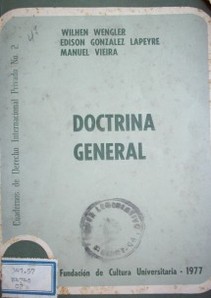 WILHEN WENGLER
EDISON GONZALEZ LAPEYRE
MANUEL VIEIRA
Cuadernos de Derecho Internacional Privado No. 2
DOCTRINA
GENERAL
Fundación de Cultura Universitaria - 1977